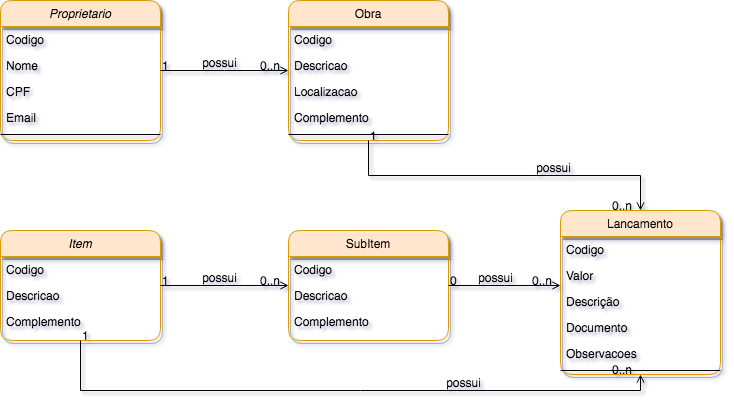 Proprietario
Codigo
Nome
CPF
Email
1 possui 0..n
Obra
Codigo
Descricao
Localizacao
Complemento
1
possui
0..n
Item
Codigo
Descricao
Complemento
1
1 possui 0..n
SubItem
Codigo
Descricao
Complemento
0 possui 0..n
Lancamento
Codigo
Valor
Descrição
Documento
Observacoes
0..n
possui